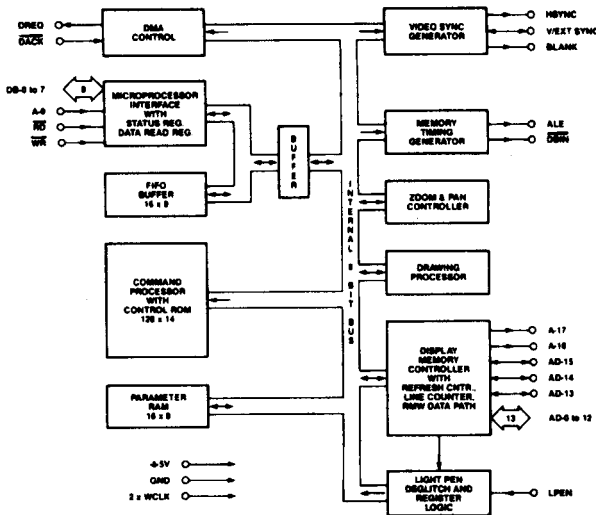 DREQ
DACK
DMA
CONTROL
VIDEO SYNC
GENERATOR
HSYNC
V/EXT SYNC
BLANK
DB-0 to 7
8
A-0
RD
WR
MICROPROCESSOR
INTERFACE
WITH
STATUS REG.
DATA READ REG
BUFFER
MEMORY
TIMING
GENERATOR
ALE
DBIN
FIFO
BUFFER
16 x 9
INTERNAL 8 BIT BUS
ZOOM & PAN
CONTROLLER
COMMAND
PROCESSOR
WITH
CONTROL ROM
128 x 14
DRAWING
PROCESSOR
DISPLAY
MEMORY
CONTROLLER
WITH
REFRESH CNTR.,
LINE COUNTER,
RMW DATA PATH
A-17
A-16
AD-15
AD-14
AD-13
13
AD-0 to 12
PARAMETER
RAM
16 x 8
+5V
GND
2 x WCLK
LIGHT PEN
DEGLITCH AND
REGISTER
LOGIC
LPEN